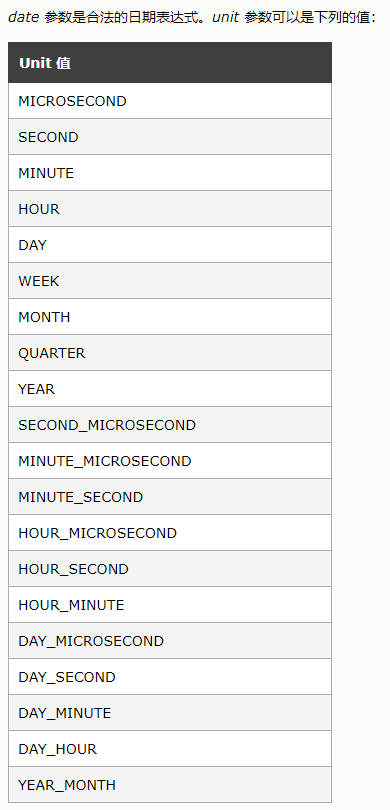 date 参数是合法的日期表达式。unit 参数可以是下列的值：
Unit 值
MICROSECOND
SECOND
MINUTE
HOUR
DAY
WEEK
MONTH
QUARTER
YEAR
SECOND_MICROSECOND
MINUTE_MICROSECOND
MINUTE_SECOND
HOUR_MICROSECOND
HOUR_SECOND
HOUR_MINUTE
DAY_MICROSECOND
DAY_SECOND
DAY_MINUTE
DAY_HOUR
YEAR_MONTH